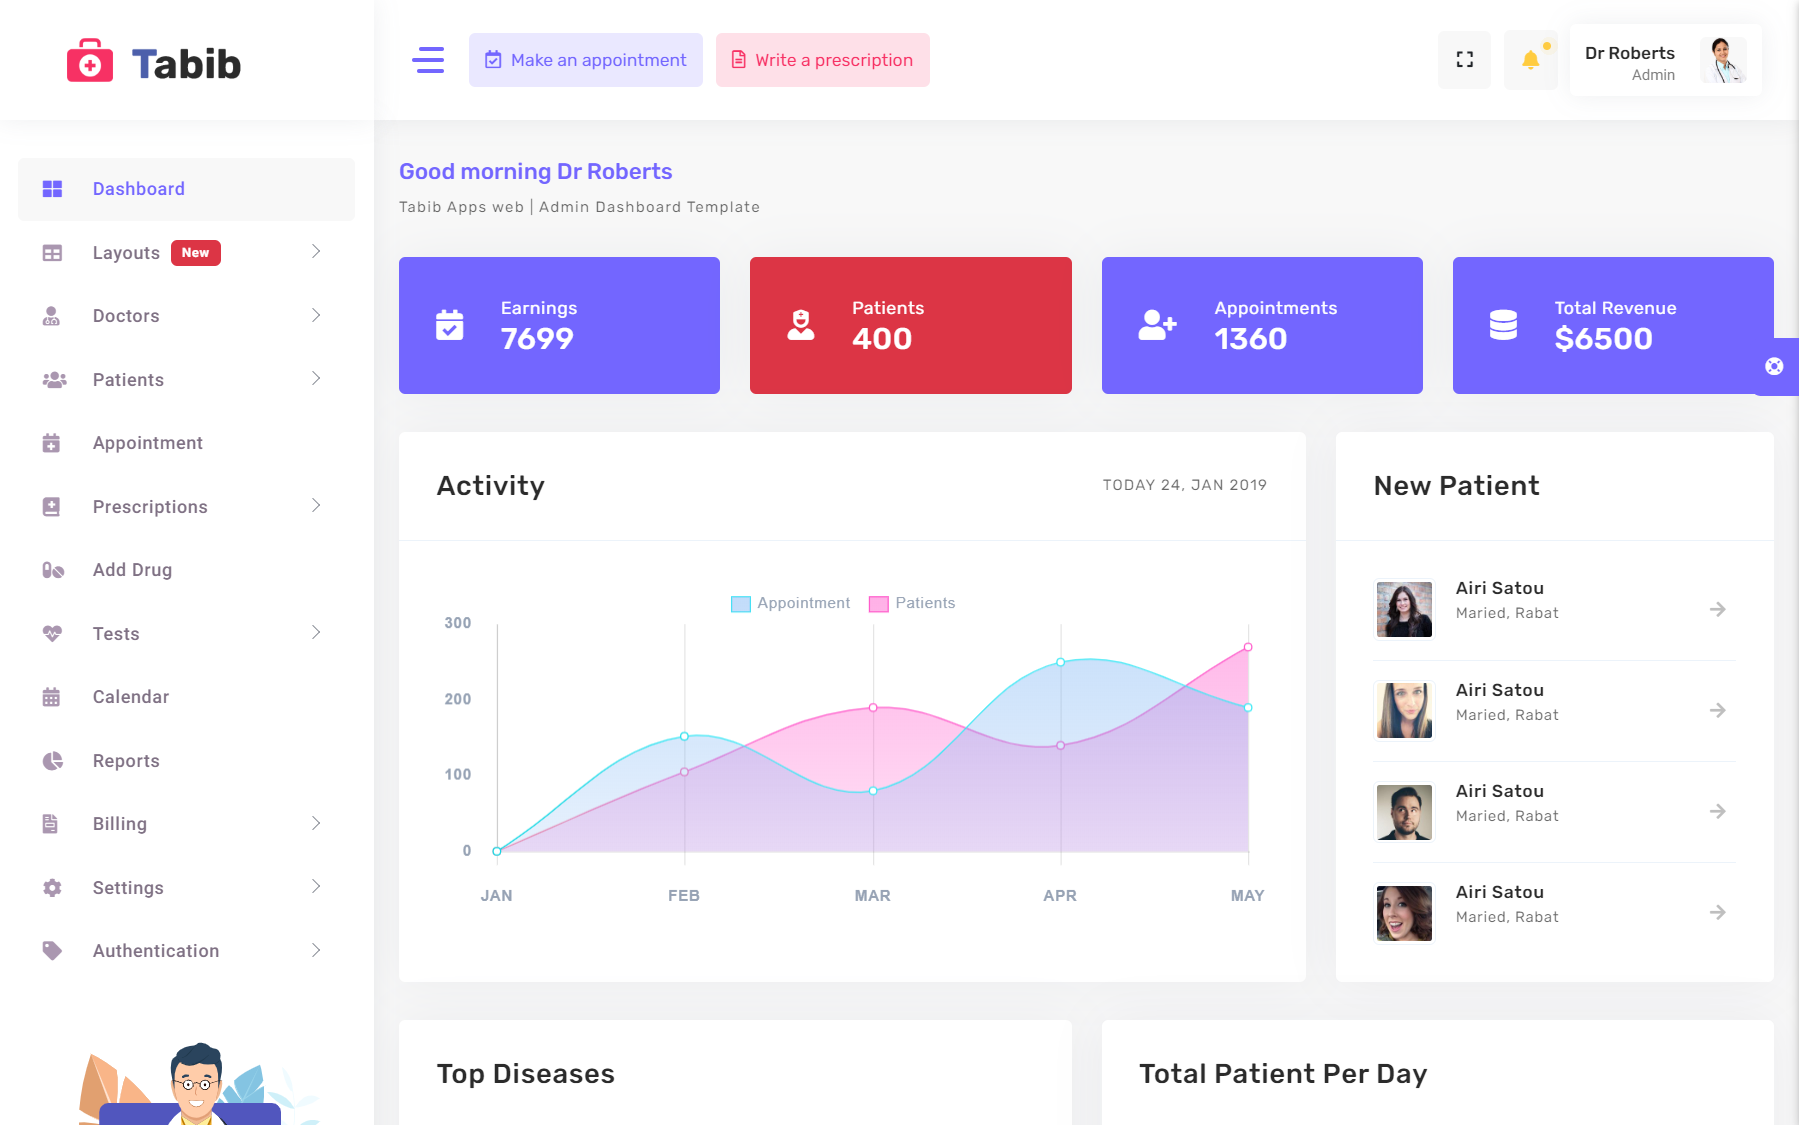 Tabib
Make an appointment
Write a prescription
Dr Roberts
Admin
Dashboard
Layouts New
Doctors
Patients
Appointment
Prescriptions
Add Drug
Tests
Calendar
Reports
Billing
Settings
Authentication
Good morning Dr Roberts
Tabib Apps web | Admin Dashboard Template
Earnings
7699
Patients
400
Appointments
1360
Total Revenue
$6500
Activity
TODAY 24, JAN 2019
Appointment Patients
300
200
100
0
JAN FEB MAR APR MAY
New Patient
Airi Satou
Maried, Rabat
Airi Satou
Maried, Rabat
Airi Satou
Maried, Rabat
Airi Satou
Maried, Rabat
Top Diseases
Total Patient Per Day